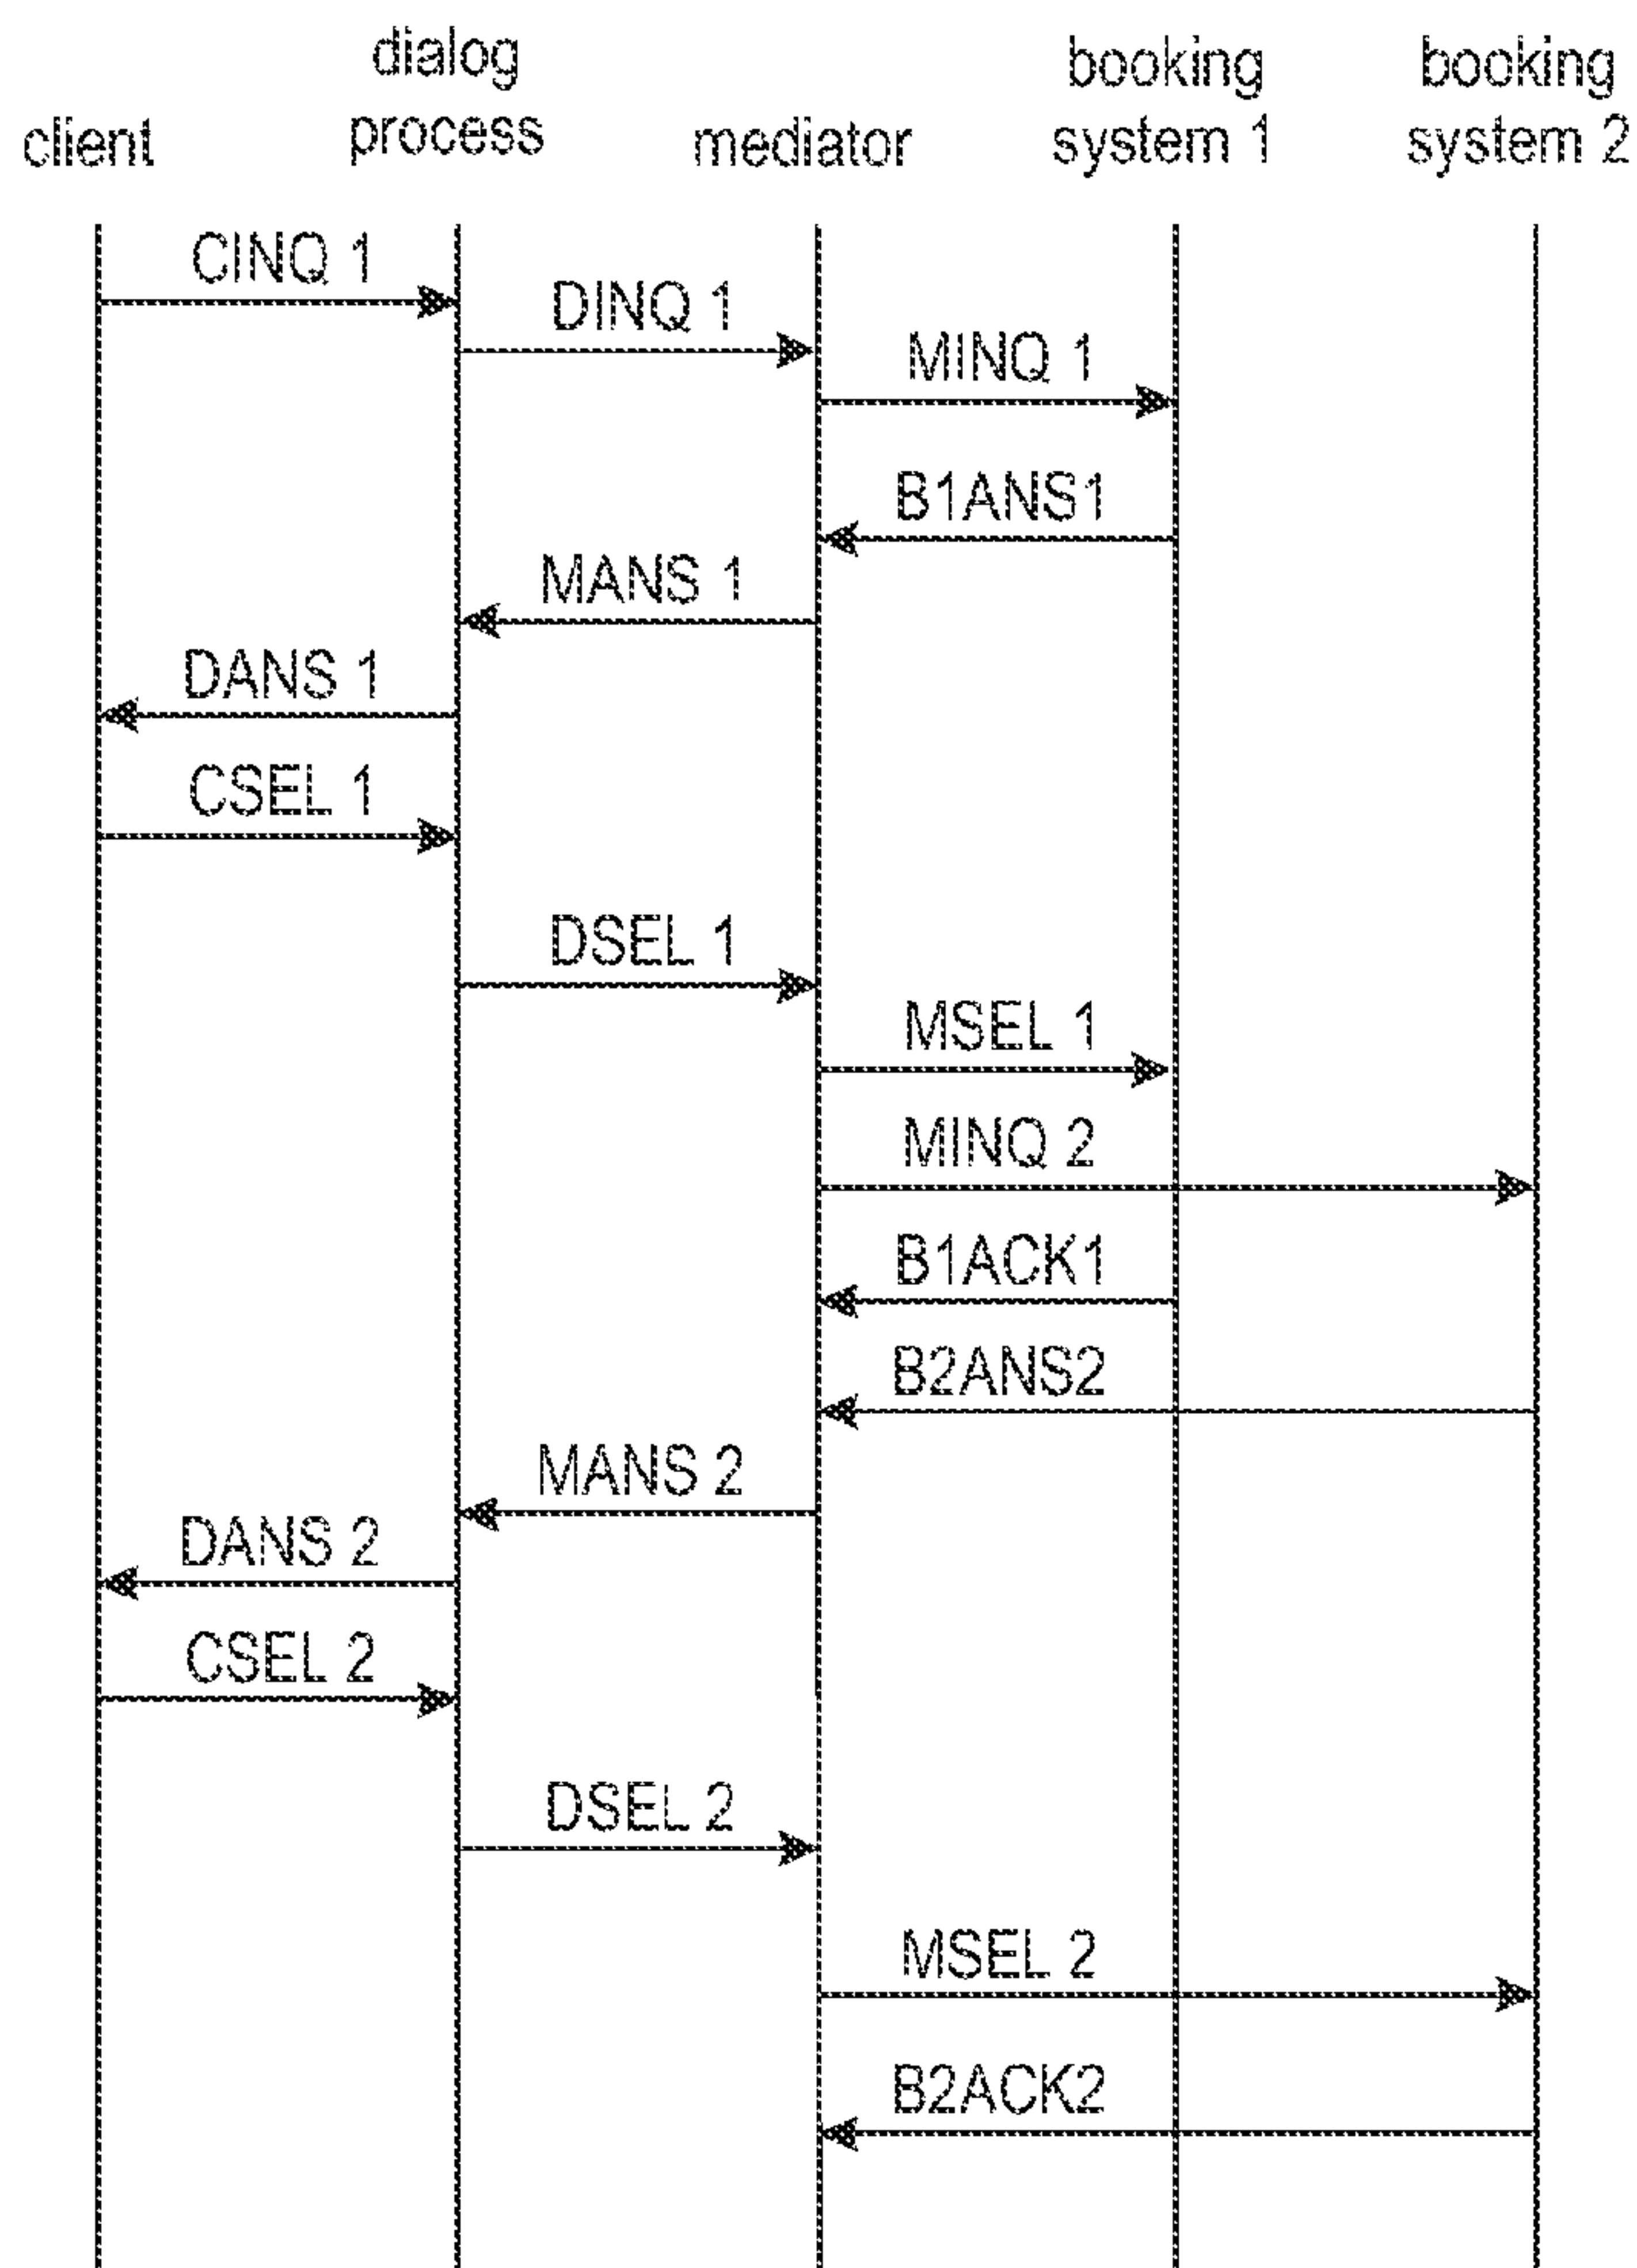 client
dialog
process
mediator
booking
system 1
booking
system 2
CINQ 1
DINQ 1
MINQ 1
B1ANS1
MANS 1
DANS 1
CSEL 1
DSEL 1
MSEL 1
MINQ 2
B1ACK1
B2ANS2
MANS 2
DANS 2
CSEL 2
DSEL 2
MSEL 2
B2ACK2